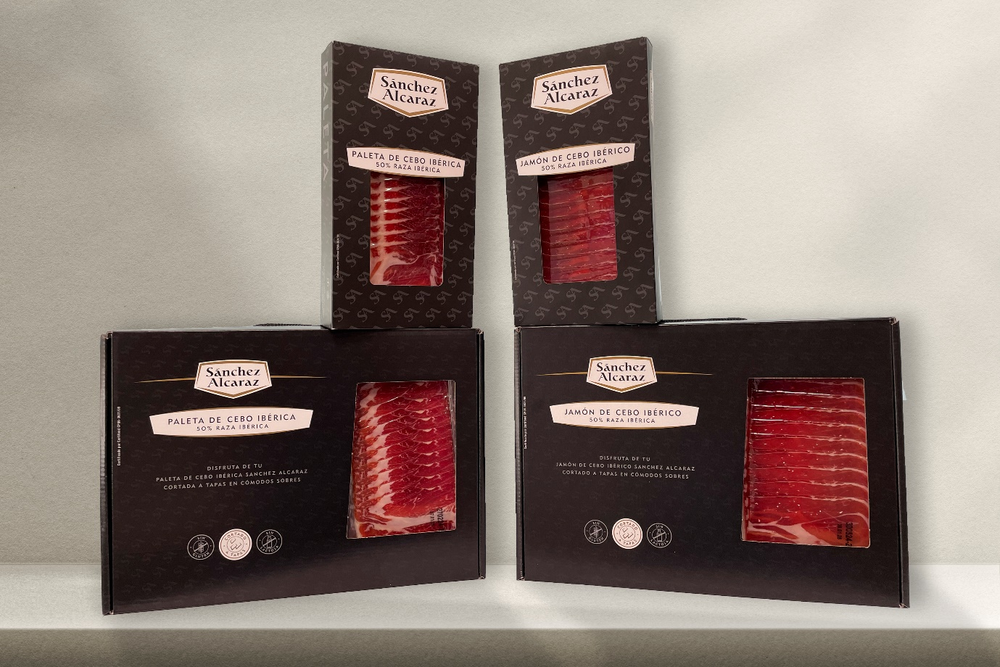 PALETA
Sánchez
Alcaraz
PALETA DE CEBO IBÉRICA
50% RAZA IBÉRICA
Sánchez
Alcaraz
JAMÓN DE CEBO IBÉRICO
50% RAZA IBÉRICA
Sánchez
Alcaraz
PALETA DE CEBO IBÉRICA
50% RAZA IBÉRICA
DISFRUTA DE TU
PALETA DE CEBO IBÉRICA SANCHEZ ALCARAZ
CORTADA A TAPAS EN CÓMODOS SOBRES
SIN
GLUTEN
CORTADO
A TAPAS
SIN
LACTOSA
Sánchez
Alcaraz
JAMÓN DE CEBO IBÉRICO
50% RAZA IBÉRICA
DISFRUTA DE TU
JAMÓN DE CEBO IBÉRICO SANCHEZ ALCARAZ
CORTADO A TAPAS EN CÓMODOS SOBRES
SIN
GLUTEN
CORTADO
A TAPAS
SIN
LACTOSA